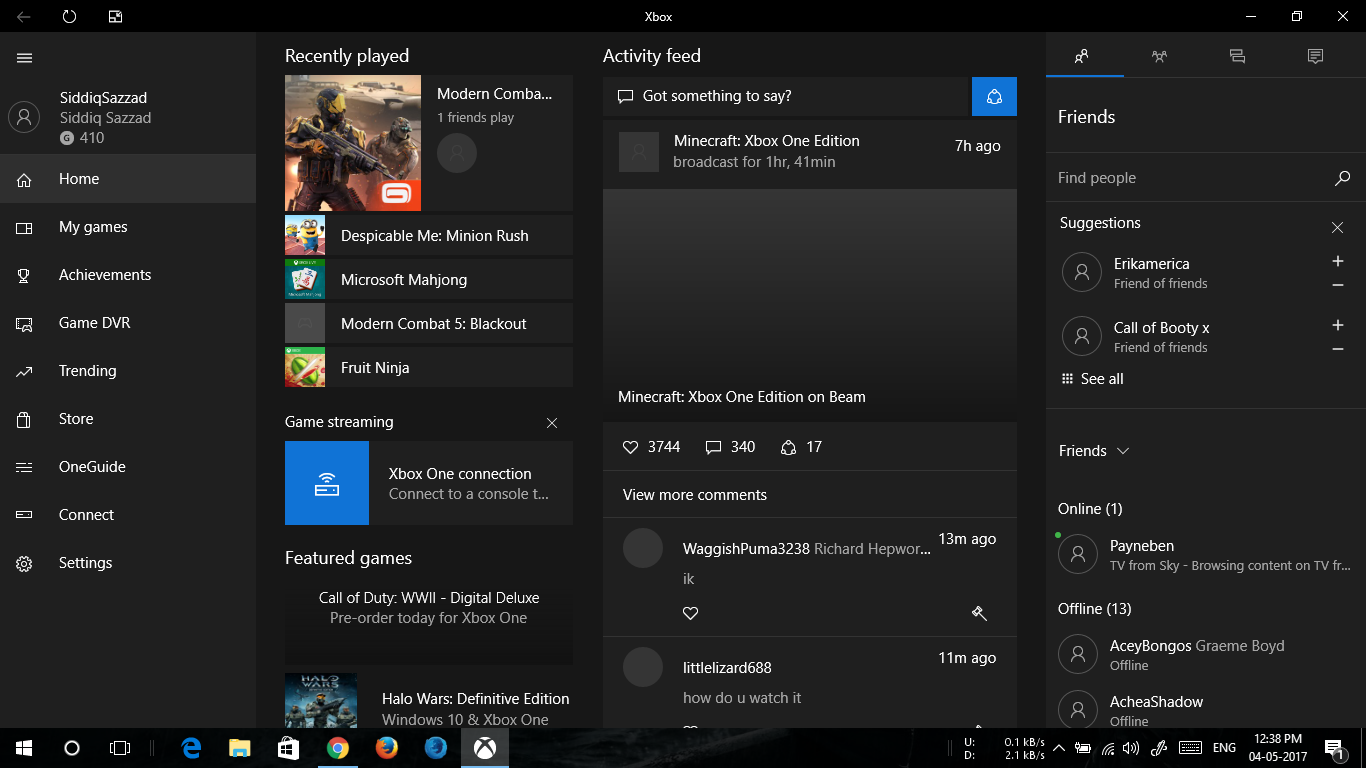 Xbox
SiddiqSazzad
Siddiq Sazzad
G 410
Home
My games
Achievements
Game DVR
Trending
Store
OneGuide
Connect
Settings
Recently played
Modern Comba...
1 friends play
Despicable Me: Minion Rush
Microsoft Mahjong
Modern Combat 5: Blackout
Fruit Ninja
Game streaming
Xbox One connection
Connect to a console t...
Featured games
Call of Duty: WWII - Digital Deluxe
Pre-order today for Xbox One
HALO WARS
Halo Wars: Definitive Edition
Windows 10 & Xbox One
Activity feed
Got something to say?
Minecraft: Xbox One Edition
broadcast for 1hr, 41min
7h ago
Minecraft: Xbox One Edition on Beam
3744 340 17
View more comments
WaggishPuma3238 Richard Hepwor...
13m ago
ik
littlelizard688
11m ago
how do u watch it
Friends
Find people
Suggestions
Erikamerica
Friend of friends
Call of Booty x
Friend of friends
See all
Friends
Online (1)
Payneben
TV from Sky - Browsing content on TV fr...
Offline (13)
AceyBongos Graeme Boyd
Offline
AcheaShadow
Offline
U: 0.1 kB/s
D: 2.1 kB/s
ENG
12:38 PM
04-05-2017
1